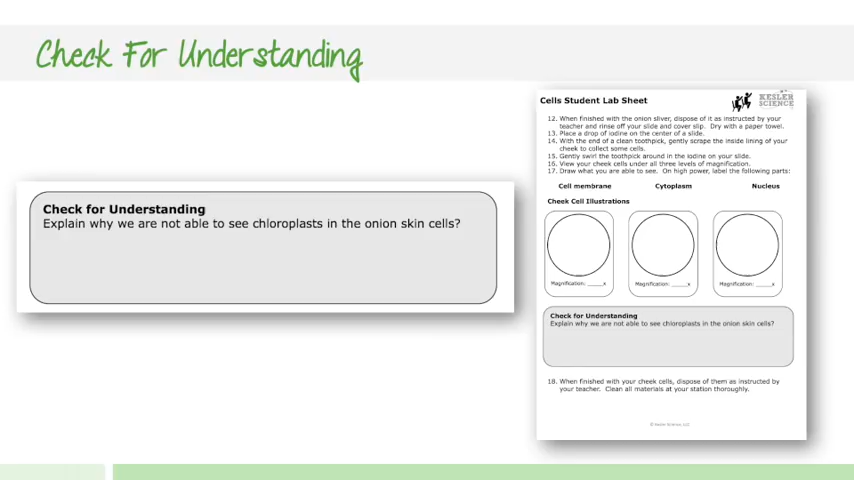 Check For Understanding
Check for Understanding
Explain why we are not able to see chloroplasts in the onion skin cells?
Cells Student Lab Sheet
KESLER
SCIENCE
12. When finished with the onion sliver, dispose of it as instructed by your
teacher and rinse off your slide and cover slip. Dry with a paper towel.
13. Place a drop of iodine on the center of a slide.
14. With the end of a clean toothpick, gently scrape the inside lining of your
cheek to collect some cells.
15. Gently swirl the toothpick around in the iodine on your slide.
16. View your cheek cells under all three levels of magnification.
17. Draw what you are able to see. On high power, label the following parts:
Cell membrane Cytoplasm Nucleus
Cheek Cell Illustrations
Magnification: _____x Magnification: _____x Magnification: _____x
Check for Understanding
Explain why we are not able to see chloroplasts in the onion skin cells?
18. When finished with your cheek cells, dispose of them as instructed by
your teacher. Clean all materials at your station thoroughly.
© Kesler Science, LLC